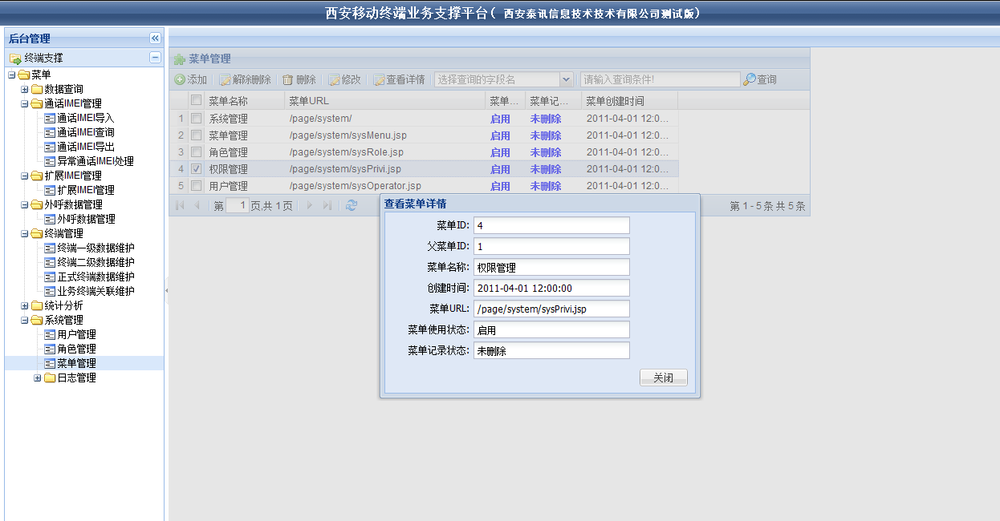 西安移动终端业务支撑平台( 西安泰讯信息技术技术有限公司测试版)
后台管理
终端支撑
菜单
数据查询
通话IMEI管理
通话IMEI导入
通话IMEI查询
通话IMEI导出
异常通话IMEI处理
扩展IMEI管理
扩展IMEI管理
外呼数据管理
外呼数据管理
终端管理
终端一级数据维护
终端二级数据维护
正式终端数据维护
业务终端关联维护
统计分析
系统管理
用户管理
角色管理
菜单管理
日志管理
菜单管理
添加 解除删除 删除 修改 查看详情 选择查询的字段名 请输入查询条件! 查询
菜单名称 菜单URL 菜单... 菜单记... 菜单创建时间
1 系统管理 /page/system/ 启用 未删除 2011-04-01 12:0...
2 菜单管理 /page/system/sysMenu.jsp 启用 未删除 2011-04-01 12:0...
3 角色管理 /page/system/sysRole.jsp 启用 未删除 2011-04-01 12:0...
4 权限管理 /page/system/sysPrivi.jsp 启用 未删除 2011-04-01 12:0...
5 用户管理 /page/system/sysOperator.jsp 启用 未删除 2011-04-01 12:0...
第 1 页,共 1 页 第 1 - 5 条 共 5 条
查看菜单详情
菜单ID: 4
父菜单ID: 1
菜单名称: 权限管理
创建时间: 2011-04-01 12:00:00
菜单URL: /page/system/sysPrivi.jsp
菜单使用状态: 启用
菜单记录状态: 未删除
关闭